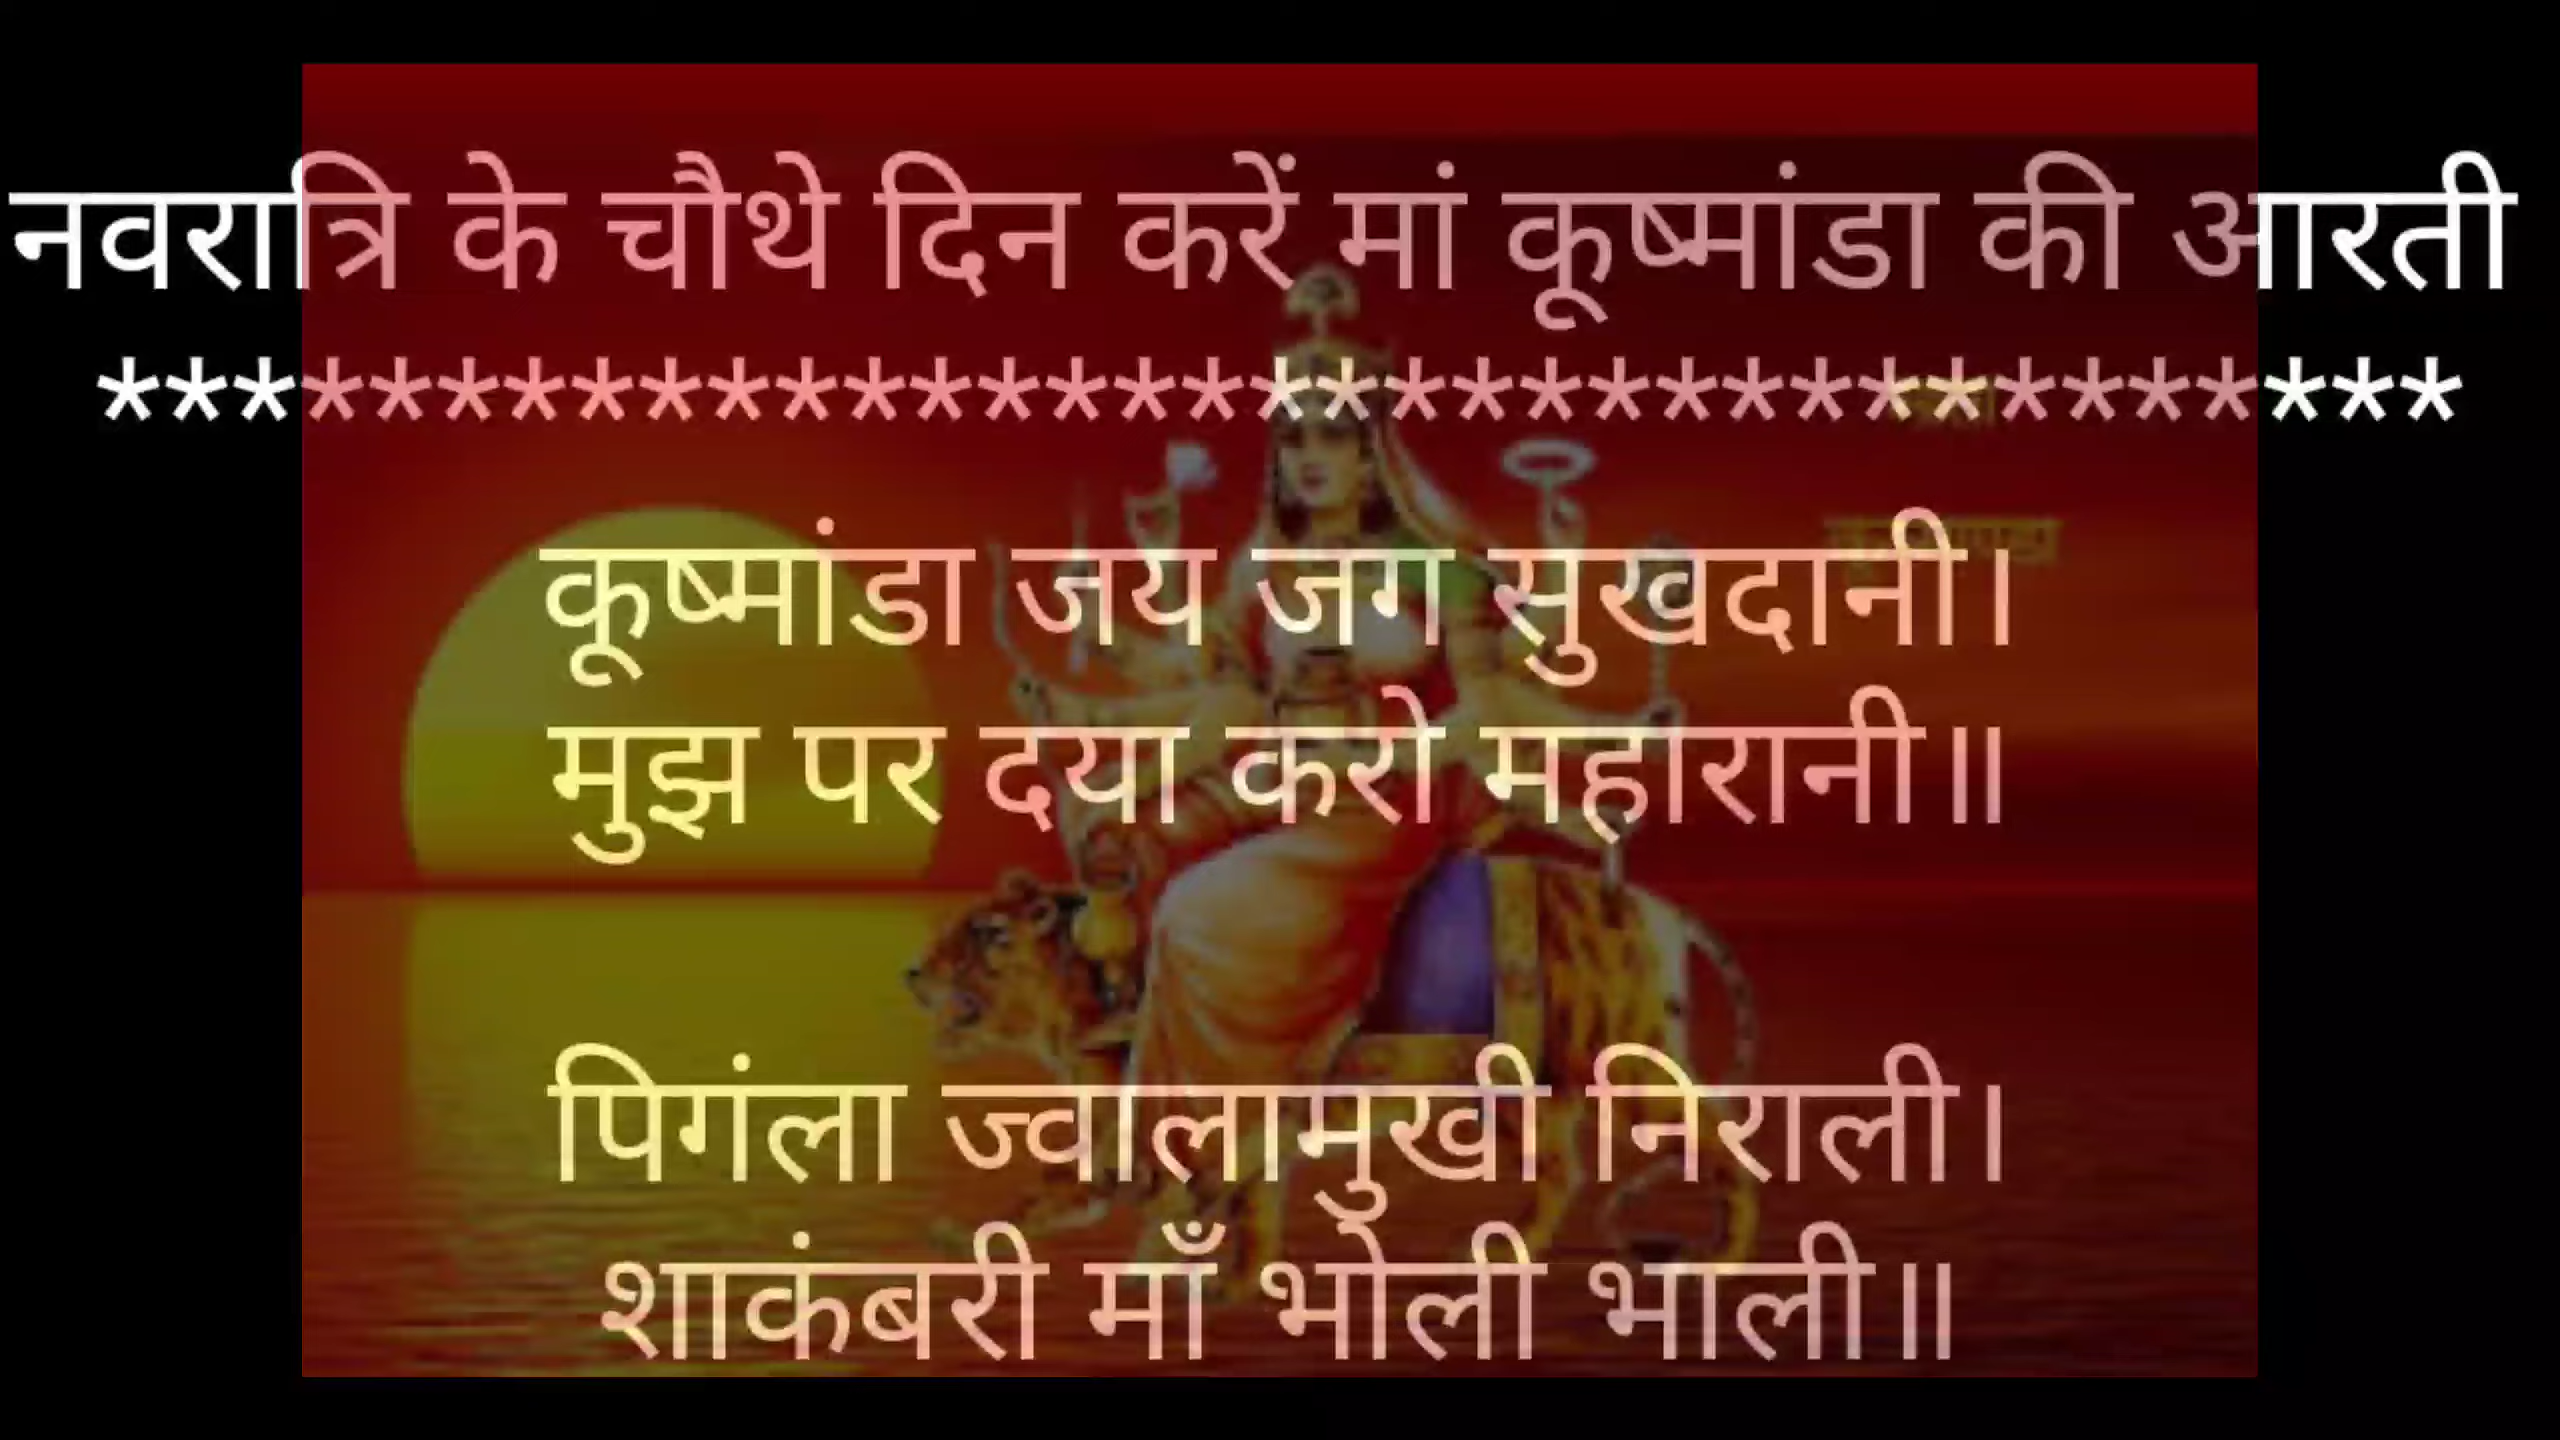 नवरात्रि के चौथे दिन करें मां कूष्मांडा की आरती
***********************************
कूष्मांडा जय जग सुखदानी।
मुझ पर दया करो महारानी॥
पिगंला ज्वालामुखी निराली।
शाकंबरी माँ भोली भाली॥